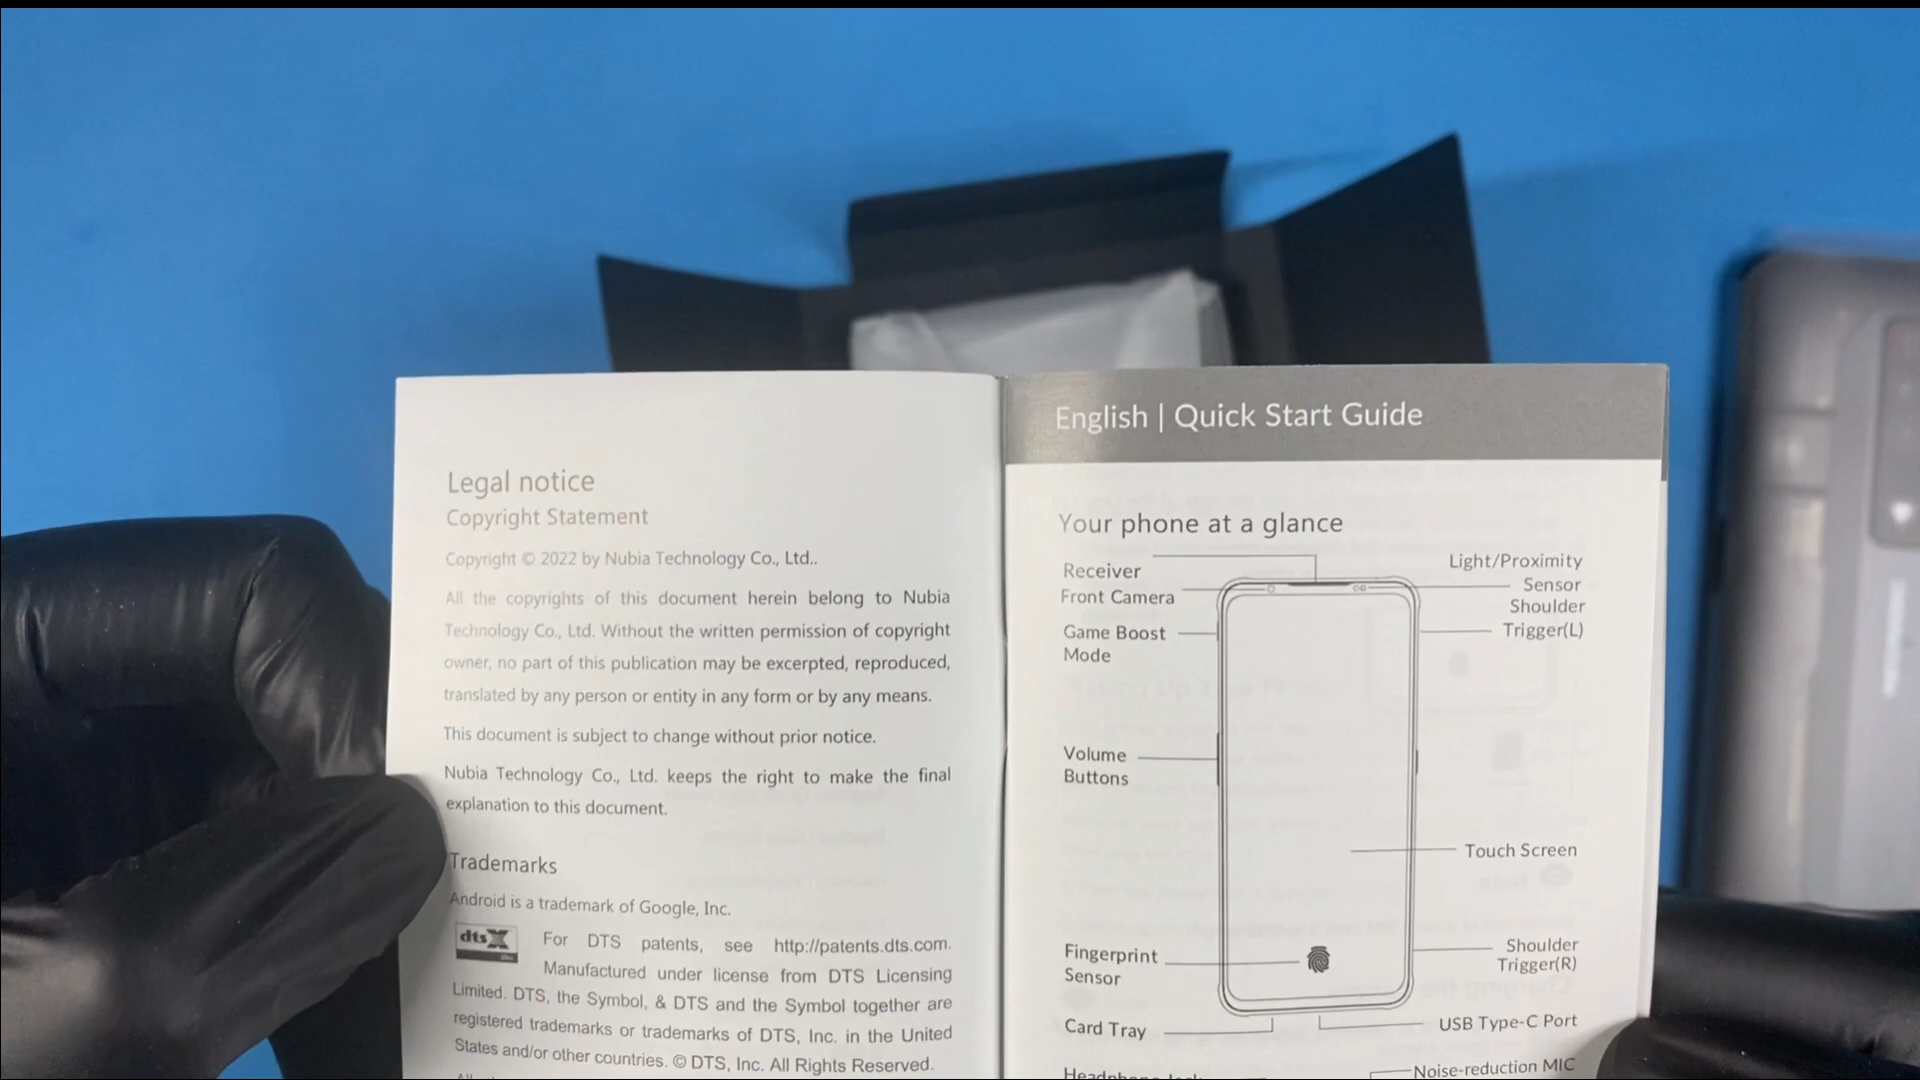 Legal notice
Copyright Statement
Copyright © 2022 by Nubia Technology Co., Ltd..
All the copyrights of this document herein belong to Nubia
Technology Co., Ltd. Without the written permission of copyright
owner, no part of this publication may be excerpted, reproduced,
translated by any person or entity in any form or by any means.
This document is subject to change without prior notice.
Nubia Technology Co., Ltd. keeps the right to make the final
explanation to this document.
Trademarks
Android is a trademark of Google, Inc.
dts X
For DTS patents, see http://patents.dts.com.
Manufactured under license from DTS Licensing
Limited. DTS, the Symbol, & DTS and the Symbol together are
registered trademarks or trademarks of DTS, Inc. in the United
States and/or other countries. © DTS, Inc. All Rights Reserved.
English | Quick Start Guide
Your phone at a glance
Receiver
Front Camera
Game Boost
Mode
Volume
Buttons
Fingerprint
Sensor
Card Tray
Light/Proximity
Sensor
Shoulder
Trigger(L)
Touch Screen
Shoulder
Trigger(R)
USB Type-C Port
Noise-reduction MIC